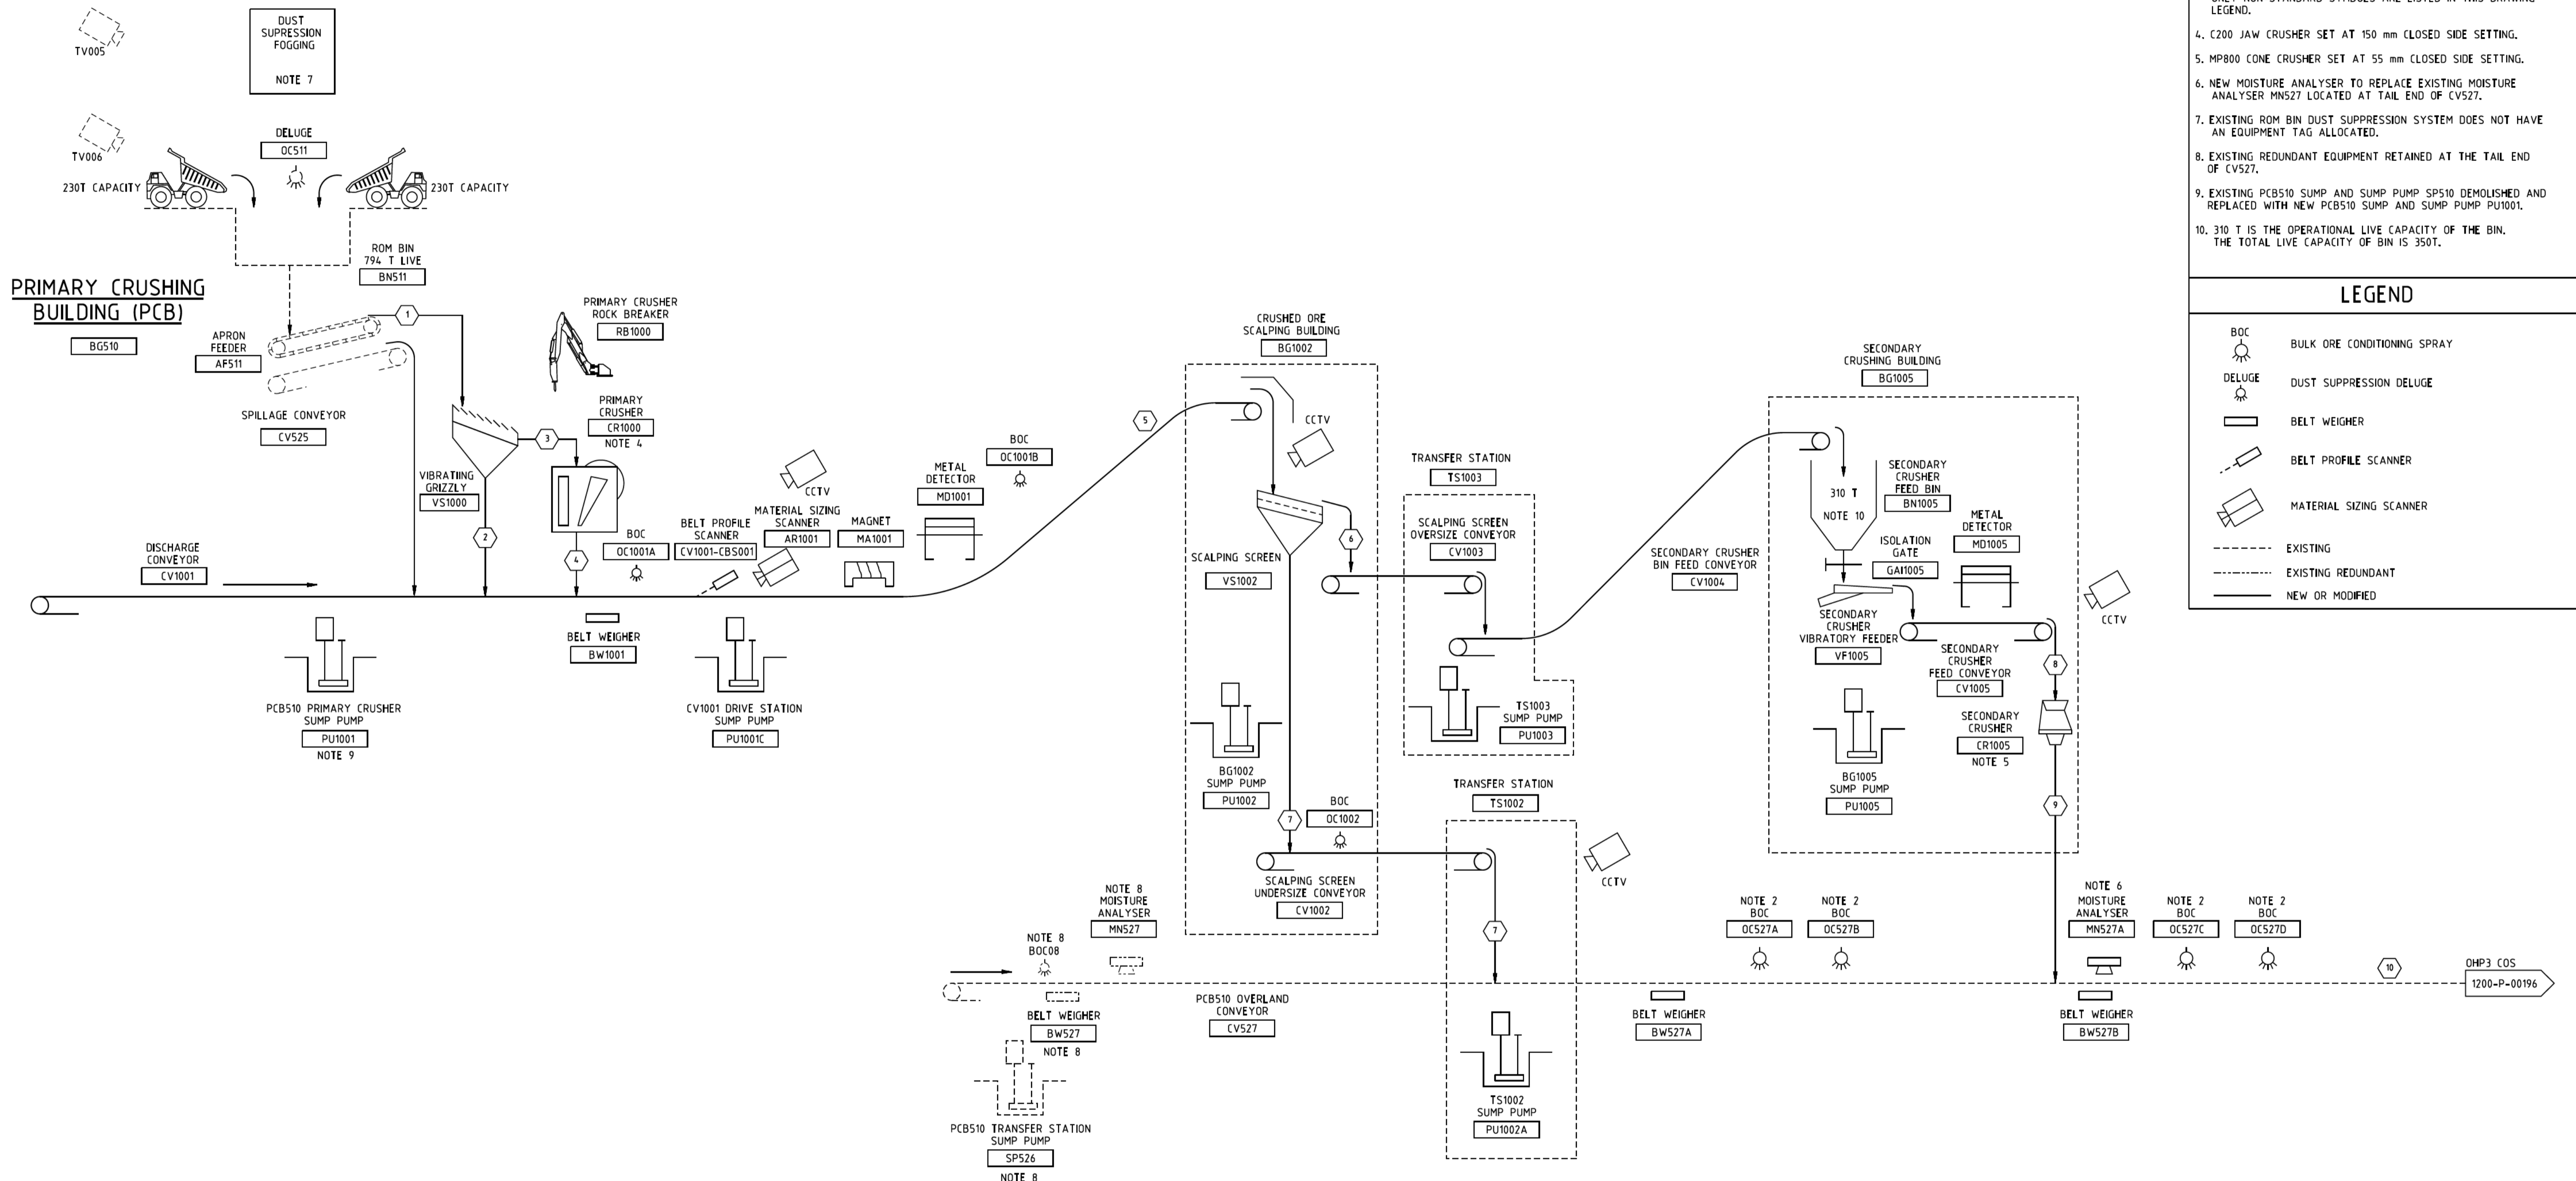 TV005
DUST
SUPRESSION
FOGGING
NOTE 7
TV006
DELUGE
OC511
230T CAPACITY
230T CAPACITY
ROM BIN
794 T LIVE
BN511
PRIMARY CRUSHING
BUILDING (PCB)
BG510
APRON
FEEDER
AF511
1
SPILLAGE CONVEYOR
CV525
PRIMARY CRUSHER
ROCK BREAKER
RB1000
PRIMARY
CRUSHER
CR1000
NOTE 4
3
VIBRATIING
GRIZZLY
VS1000
2
4
DISCHARGE
CONVEYOR
CV1001
BOC
OC1001A
BELT PROFILE
SCANNER
CV1001-CBS001
CCTV
MATERIAL SIZING
SCANNER
AR1001
MAGNET
MA1001
METAL
DETECTOR
MD1001
BOC
OC1001B
5
BELT WEIGHER
BW1001
PCB510 PRIMARY CRUSHER
SUMP PUMP
PU1001
NOTE 9
CV1001 DRIVE STATION
SUMP PUMP
PU1001C
CRUSHED ORE
SCALPING BUILDING
BG1002
CCTV
SCALPING SCREEN
VS1002
6
TRANSFER STATION
TS1003
SCALPING SCREEN
OVERSIZE CONVEYOR
CV1003
TS1003
SUMP PUMP
PU1003
BG1002
SUMP PUMP
PU1002
7
BOC
OC1002
SCALPING SCREEN
UNDERSIZE CONVEYOR
CV1002
TRANSFER STATION
TS1002
CCTV
7
TS1002
SUMP PUMP
PU1002A
SECONDARY CRUSHER
BIN FEED CONVEYOR
CV1004
SECONDARY
CRUSHING BUILDING
BG1005
310 T
NOTE 10
SECONDARY
CRUSHER
FEED BIN
BN1005
ISOLATION
GATE
GAI1005
METAL
DETECTOR
MD1005
CCTV
SECONDARY
CRUSHER
VIBRATORY FEEDER
VF1005
SECONDARY
CRUSHER
FEED CONVEYOR
CV1005
8
SECONDARY
CRUSHER
CR1005
NOTE 5
BG1005
SUMP PUMP
PU1005
9
NOTE 8
BOC08
NOTE 8
MOISTURE
ANALYSER
MN527
BELT WEIGHER
BW527
NOTE 8
PCB510 TRANSFER STATION
SUMP PUMP
SP526
NOTE 8
PCB510 OVERLAND
CONVEYOR
CV527
BELT WEIGHER
BW527A
NOTE 2
BOC
OC527A
NOTE 2
BOC
OC527B
NOTE 6
MOISTURE
ANALYSER
MN527A
NOTE 2
BOC
OC527C
NOTE 2
BOC
OC527D
BELT WEIGHER
BW527B
10
OHP3 COS
1200-P-00196
LEGEND.
4. C200 JAW CRUSHER SET AT 150 mm CLOSED SIDE SETTING.
5. MP800 CONE CRUSHER SET AT 55 mm CLOSED SIDE SETTING.
6. NEW MOISTURE ANALYSER TO REPLACE EXISTING MOISTURE
ANALYSER MN527 LOCATED AT TAIL END OF CV527.
7. EXISTING ROM BIN DUST SUPPRESSION SYSTEM DOES NOT HAVE
AN EQUIPMENT TAG ALLOCATED.
8. EXISTING REDUNDANT EQUIPMENT RETAINED AT THE TAIL END
OF CV527.
9. EXISTING PCB510 SUMP AND SUMP PUMP SP510 DEMOLISHED AND
REPLACED WITH NEW PCB510 SUMP AND SUMP PUMP PU1001.
10. 310 T IS THE OPERATIONAL LIVE CAPACITY OF THE BIN.
THE TOTAL LIVE CAPACITY OF BIN IS 350T.
LEGEND
BOC
BULK ORE CONDITIONING SPRAY
DELUGE
DUST SUPPRESSION DELUGE
BELT WEIGHER
BELT PROFILE SCANNER
MATERIAL SIZING SCANNER
EXISTING
EXISTING REDUNDANT
NEW OR MODIFIED